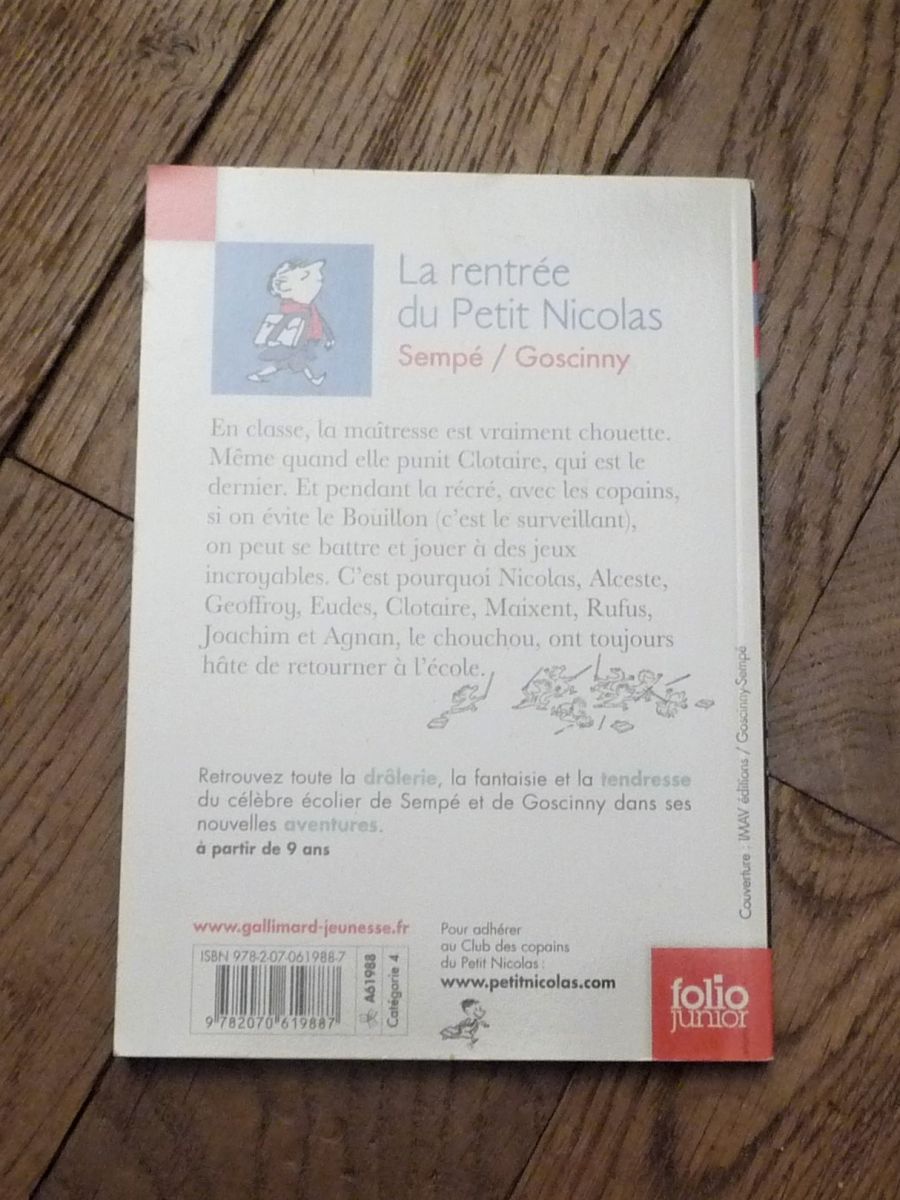 La rentrée
du Petit Nicolas
Sempé / Goscinny
En classe, la maîtresse est vraiment chouette.
Même quand elle punit Clotaire, qui est le
dernier. Et pendant la récré, avec les copains,
si on évite le Bouillon (c'est le surveillant),
on peut se battre et jouer à des jeux
incroyables. C'est pourquoi Nicolas, Alceste,
Geoffroy, Eudes, Clotaire, Maixent, Rufus,
Joachim et Agnan, le chouchou, ont toujours
hâte de retourner à l'école.
Retrouvez toute la drôlerie, la fantaisie et la tendresse
du célèbre écolier de Sempé et de Goscinny dans ses
nouvelles aventures.
à partir de 9 ans
Couverture : IMAV éditions / Goscinny-Sempé
www.gallimard-jeunesse.fr
ISBN 978-2-07-061988-7
9 782070 619887
A61988
Catégorie 4
Pour adhérer
au Club des copains
du Petit Nicolas :
www.petitnicolas.com
folio
junior